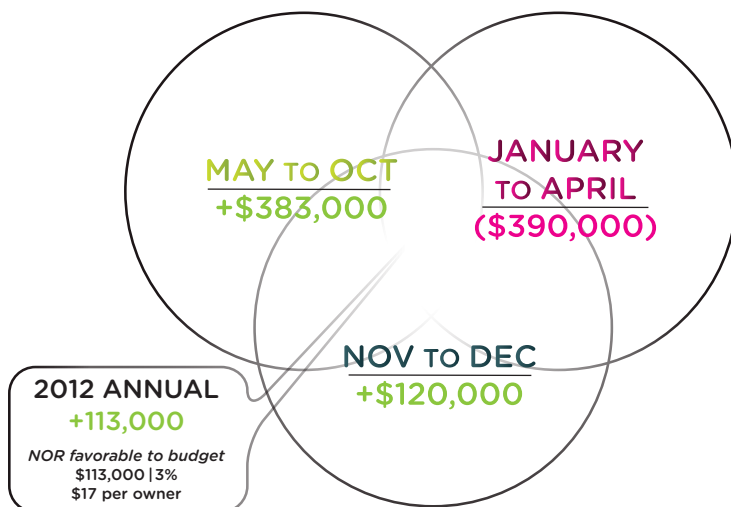 MAY TO OCT
+$383,000
JANUARY
TO APRIL
($390,000)
NOV TO DEC
+$120,000
2012 ANNUAL
+113,000
NOR favorable to budget
$113,000 | 3%
$17 per owner